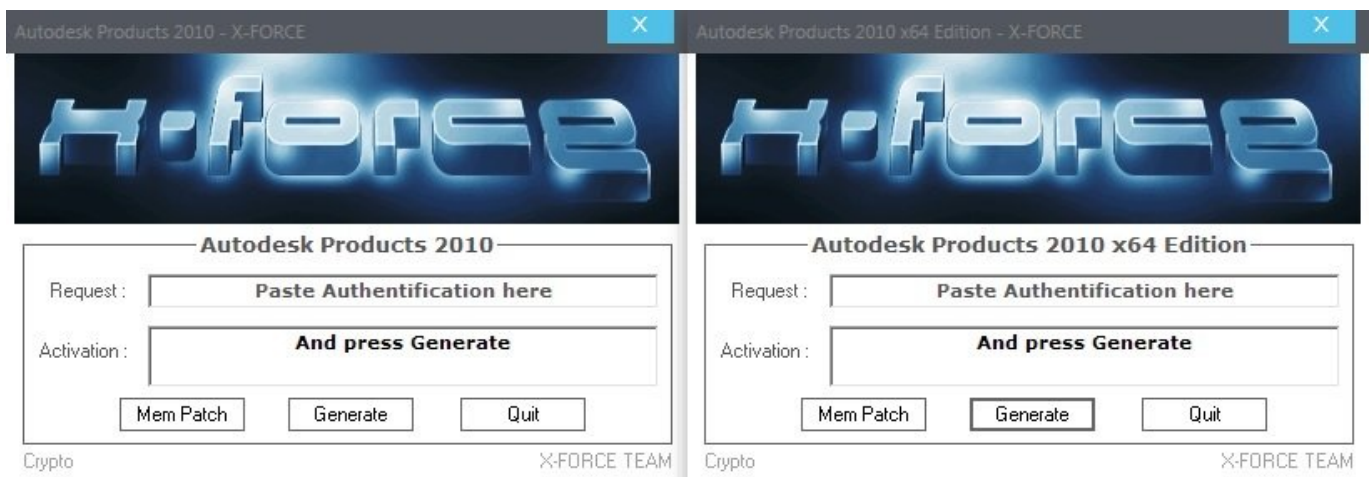 Autodesk Products 2010 - X-FORCE
X
x-force
Autodesk Products 2010
Request :
Paste Authentification here
Activation :
And press Generate
Mem Patch
Generate
Quit
Crypto
X-FORCE TEAM
Autodesk Products 2010 x64 Edition - X-FORCE
X
x-force
Autodesk Products 2010 x64 Edition
Request :
Paste Authentification here
Activation :
And press Generate
Mem Patch
Generate
Quit
Crypto
X-FORCE TEAM